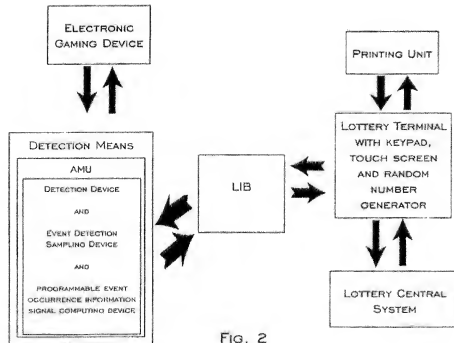 ELECTRONIC
GAMING DEVICE
PRINTING UNIT
DETECTION MEANS
AMU
DETECTION DEVICE
AND
EVENT DETECTION
SAMPLING DEVICE
AND
PROGRAMMABLE EVENT
OCCURRENCE INFORMATION
SIGNAL COMPUTING DEVICE
LIB
LOTTERY TERMINAL
WITH KEYPAD,
TOUCH SCREEN
AND RANDOM
NUMBER
GENERATOR
LOTTERY CENTRAL
SYSTEM
FIG. 2